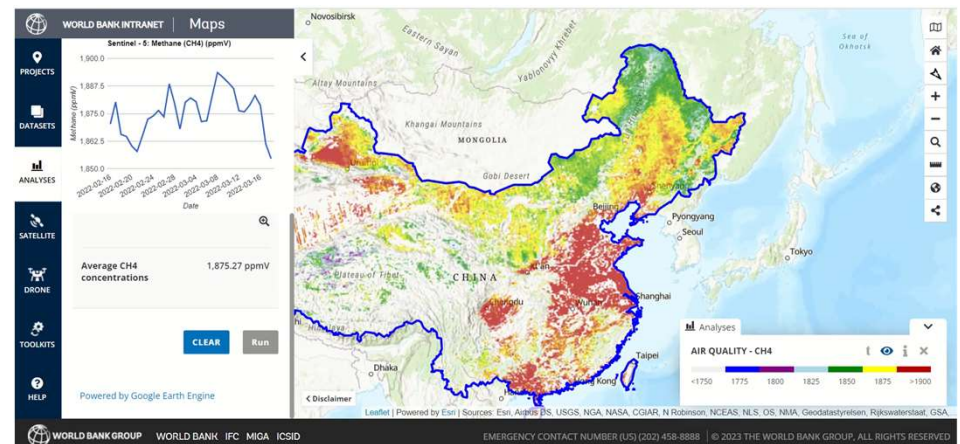 WORLD BANK INTRANET | Maps
PROJECTS
DATASETS
ANALYSES
SATELLITE
DRONE
TOOLKITS
HELP
Sentinel - 5: Methane (CH4) (ppmV)
Methane (ppmV)
1,900.0
1,887.5
1,875.0
1,862.5
1,850.0
2022-02-16
2022-02-20
2022-02-24
2022-02-28
2022-03-04
2022-03-08
2022-03-12
2022-03-16
Date
Average CH4 concentrations
1,875.27 ppmV
CLEAR
Run
Powered by Google Earth Engine
Novosibirsk
Eastern Sayan
Yablonovyy Khrebet
Sea of
Okhotsk
Altay Mountains
Khangai Mountains
MONGOLIA
Gobi Desert
Urumqi
Shenyang
Beijing
Pyongyang
Seoul
Tokyo
Xi'an
Plateau of Tibet
CHINA
Chengdu
Wuhan
Shanghai
Himalaya
Dhaka
Taipei
Hong Kong
Analyses
AIR QUALITY - CH4
<1750 1775 1800 1825 1850 1875 >1900
Disclaimer
Leaflet | Powered by Esri | Sources: Esri, Airbus DS, USGS, NGA, NASA, CGIAR, N Robinson, NCEAS, NLS, OS, NMA, Geodatastyrelsen, Rijkswaterstaat, GSA
WORLD BANK GROUP WORLD BANK IFC MIGA ICSID
EMERGENCY CONTACT NUMBER (US) (202) 458-8888 | © 2023 THE WORLD BANK GROUP, ALL RIGHTS RESERVED